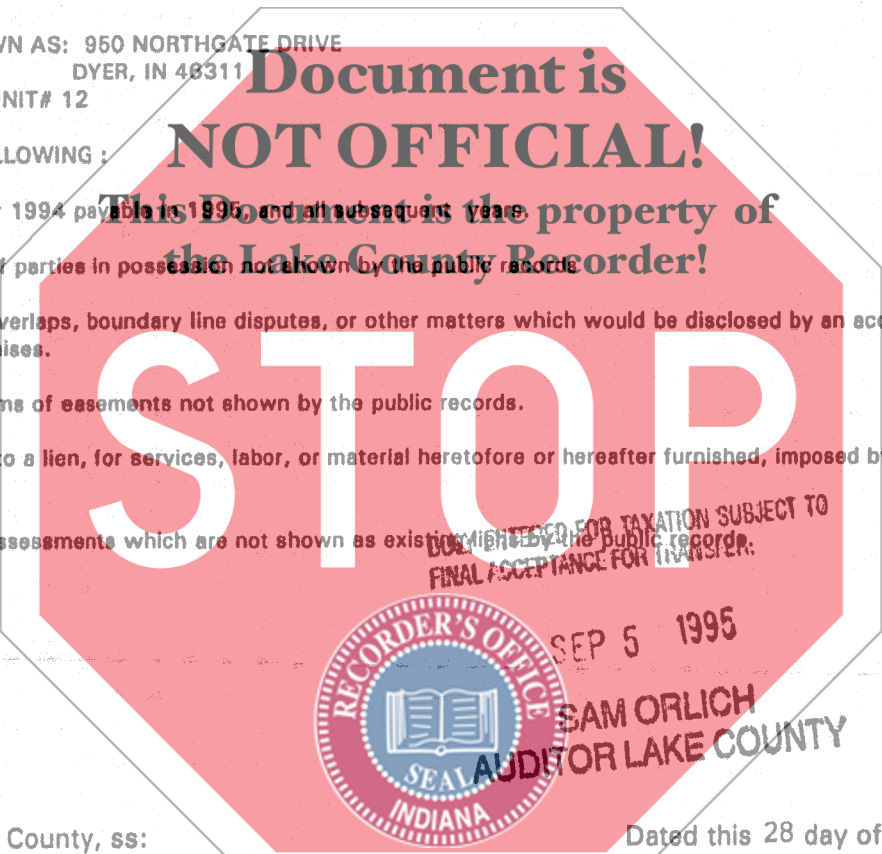 WN AS: 950 NORTHGATE DRIVE
DYER, IN 46311
NIT# 12
Document is
NOT OFFICIAL!
LLOWING :
This Document is the property of
1994 payable in 1995, and all subsequent years.
the Lake County Recorder!
parties in possession not shown by the public records
verlaps, boundary line disputes, or other matters which would be disclosed by an acc
ises.
STOP
ms of easements not shown by the public records.
o a lien, for services, labor, or material heretofore or hereafter furnished, imposed by
ssessments which are not shown as existing liens by the public records.
DULY ENTERED FOR TAXATION SUBJECT TO
FINAL ACCEPTANCE FOR TRANSFER.
SEP 5 1995
SAM ORLICH
AUDITOR LAKE COUNTY
RECORDER'S OFFICE
SEAL
INDIANA
County, ss:
Dated this 28 day of